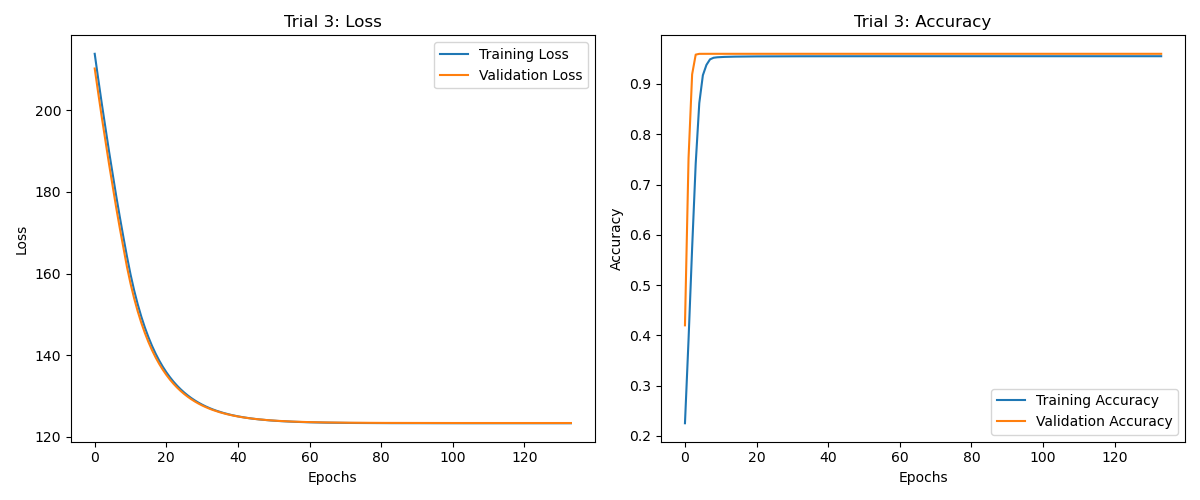 Trial 3: Loss
Training Loss
Validation Loss
200
180
160
140
120
Loss
0 20 40 60 80 100 120
Epochs
Trial 3: Accuracy
0.9
0.8
0.7
0.6
0.5
0.4
0.3
0.2
Accuracy
Training Accuracy
Validation Accuracy
0 20 40 60 80 100 120
Epochs